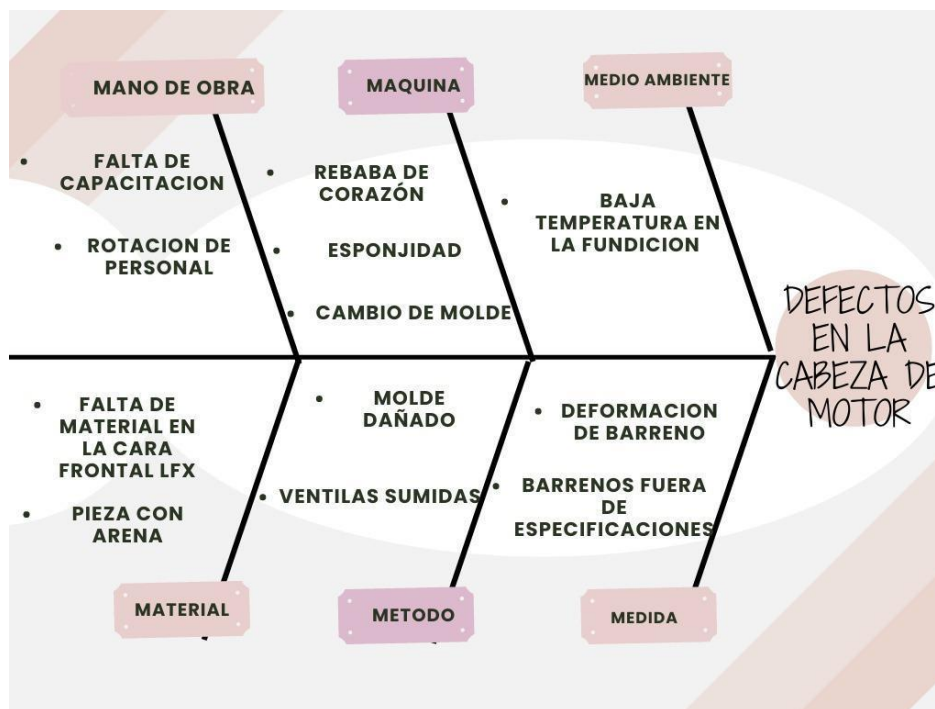 MANO DE OBRA
MAQUINA
MEDIO AMBIENTE
• FALTA DE
CAPACITACION
• ROTACION DE
PERSONAL
• REBABA DE
CORAZÓN
• ESPONJIDAD
• CAMBIO DE MOLDE
• BAJA
TEMPERATURA EN
LA FUNDICION
DEFECTOS
EN LA
CABEZA DE
MOTOR
• FALTA DE
MATERIAL EN
LA CARA
FRONTAL LFX
• PIEZA CON
ARENA
• MOLDE
DAÑADO
• VENTILAS SUMIDAS
• DEFORMACION
DE BARRENO
• BARRENOS FUERA
DE
ESPECIFICACIONES
MATERIAL
METODO
MEDIDA